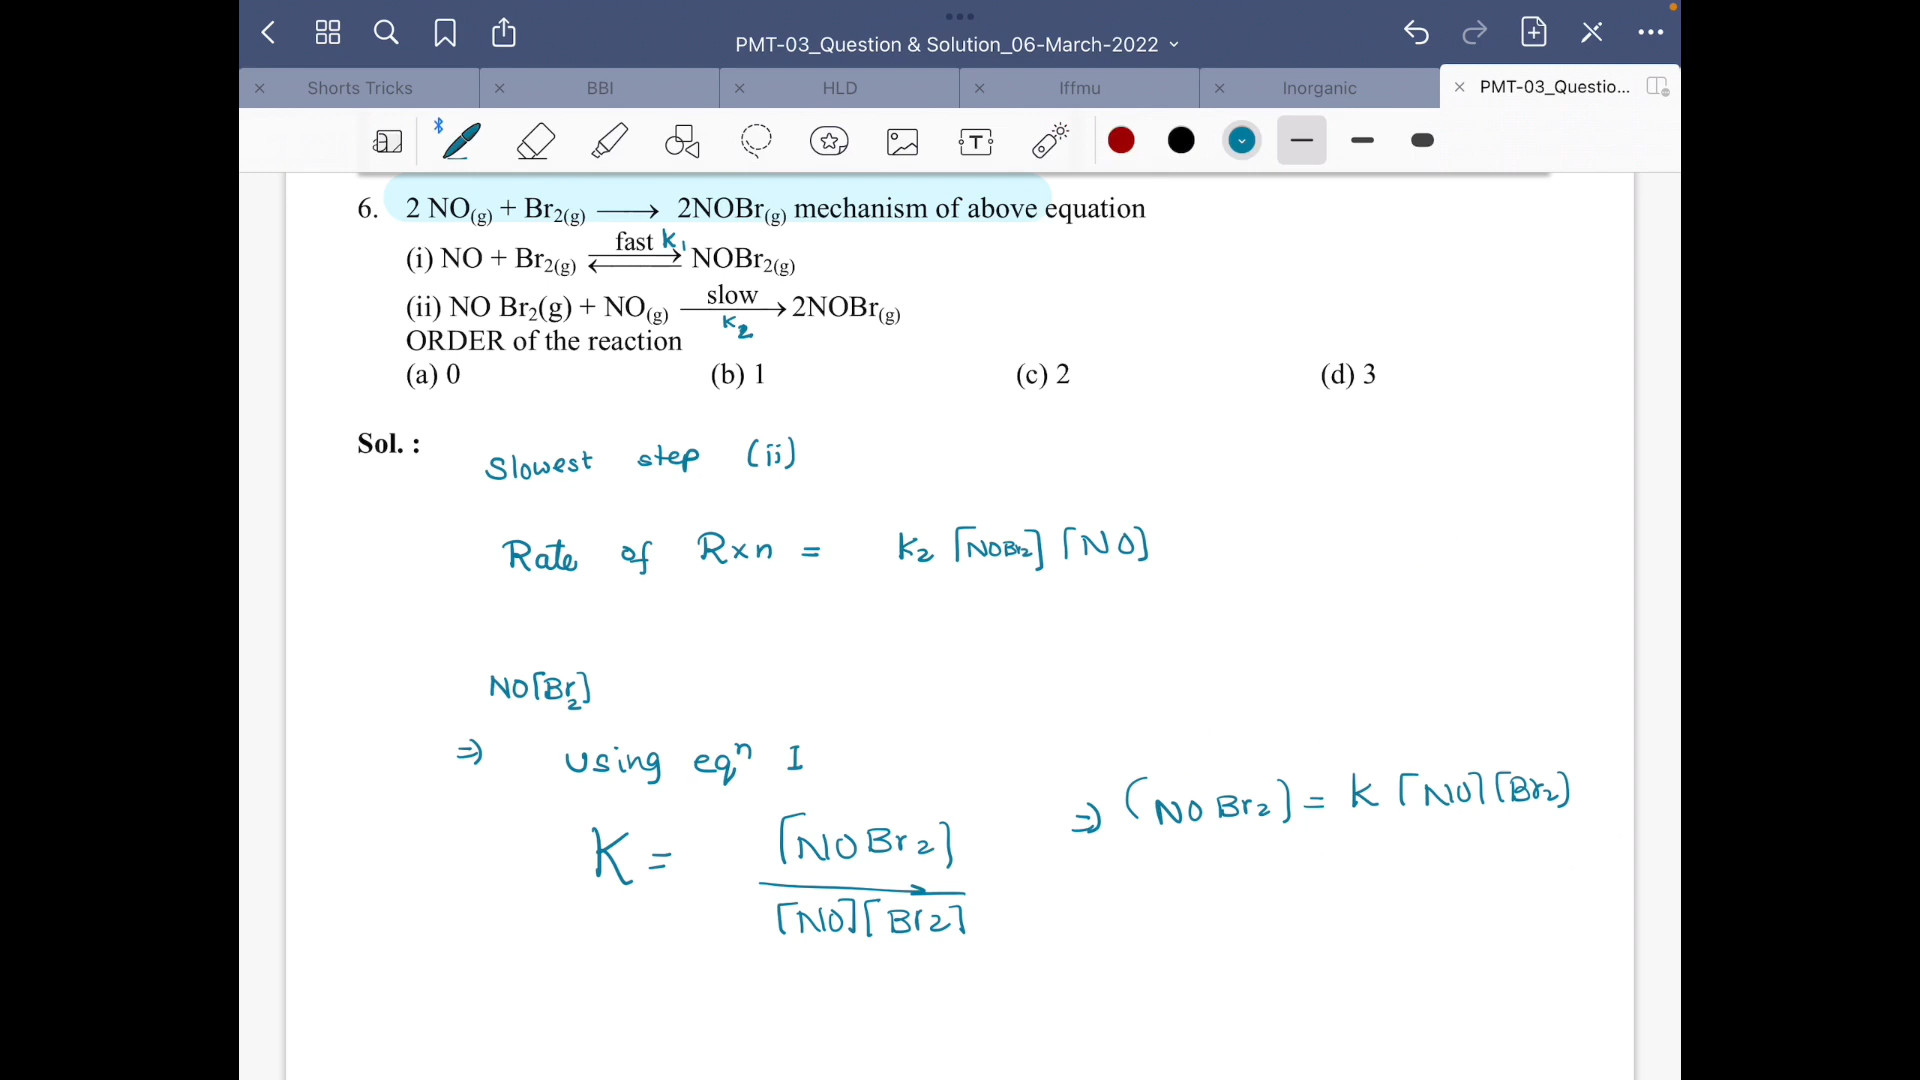 PMT-03_Question & Solution_06-March-2022
Shorts Tricks
BBI
HLD
Iffmu
Inorganic
PMT-03_Questio...
6. 2 NO(g) + Br₂(g) ⟶ 2NOBr(g) mechanism of above equation
(i) NO + Br₂(g) ⇌ fast K₁ NOBr₂(g)
(ii) NO Br₂(g) + NO(g) slow ⟶ K₂ 2NOBr(g)
ORDER of the reaction
(a) 0 (b) 1 (c) 2 (d) 3
Sol. :
Slowest step (ii)
Rate of Rxn = K₂ [NOBr₂] [NO]
NO[Br₂]
⇒ using eqⁿ I
K = [NOBr₂] / [NO][Br₂]
⇒ (NOBr₂] = K [NO][Br₂)